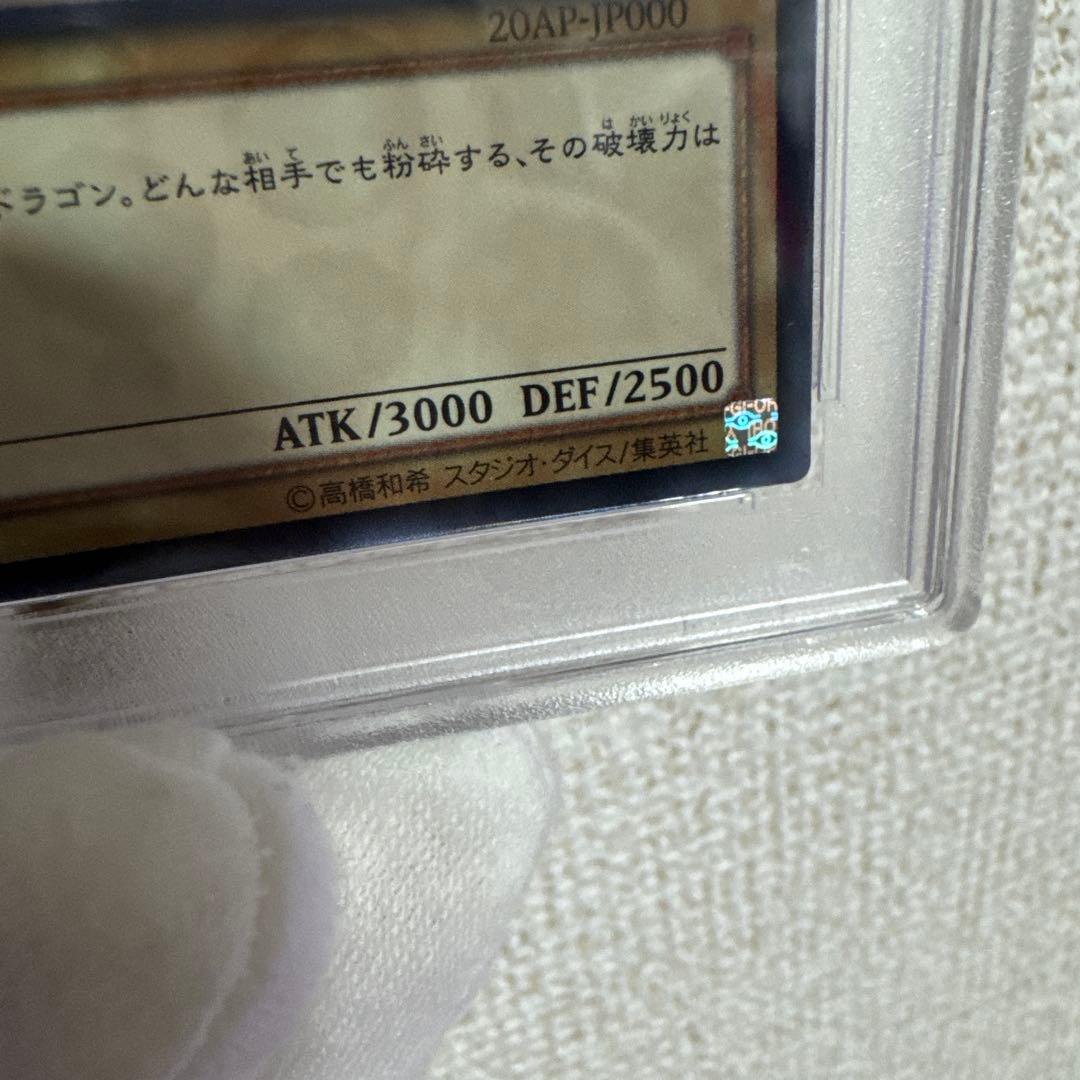 20AP-JP000
ドラゴン。どんな相手でも粉砕する、その破壊力は
ATK/3000 DEF/2500
©高橋和希 スタジオ・ダイス/集英社